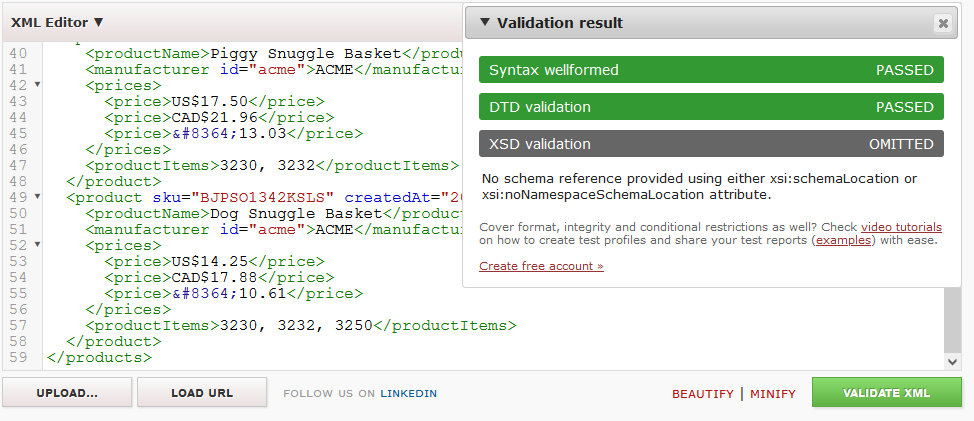 XML Editor ▼
▼ Validation result
40 <productName>Piggy Snuggle Basket</produc
41 <manufacturer id="acme">ACME</manufactur
42 <prices>
43 <price>US$17.50</price>
44 <price>CAD$21.96</price>
45 <price>&#8364;13.03</price>
46 </prices>
47 <productItems>3230, 3232</productItems>
48 </product>
49 <product sku="BJPSO1342KSLS" createdAt="20
50 <productName>Dog Snuggle Basket</product
51 <manufacturer id="acme">ACME</manufactur
52 <prices>
53 <price>US$14.25</price>
54 <price>CAD$17.88</price>
55 <price>&#8364;10.61</price>
56 </prices>
57 <productItems>3230, 3232, 3250</productItems>
58 </product>
59 </products>
Syntax wellformed PASSED
DTD validation PASSED
XSD validation OMITTED
No schema reference provided using either xsi:schemaLocation or
xsi:noNamespaceSchemaLocation attribute.
Cover format, integrity and conditional restrictions as well? Check video tutorials
on how to create test profiles and share your test reports (examples) with ease.
Create free account »
UPLOAD... LOAD URL FOLLOW US ON LINKEDIN BEAUTIFY | MINIFY VALIDATE XML